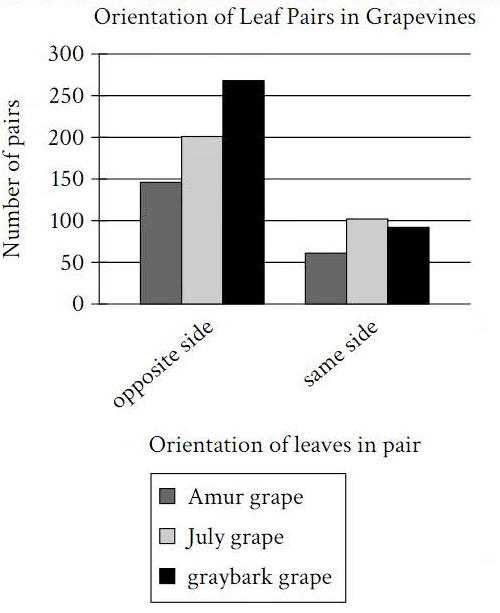 Orientation of Leaf Pairs in Grapevines
Number of pairs
300
250
200
150
100
50
0
opposite side
same side
Orientation of leaves in pair
Amur grape
July grape
graybark grape